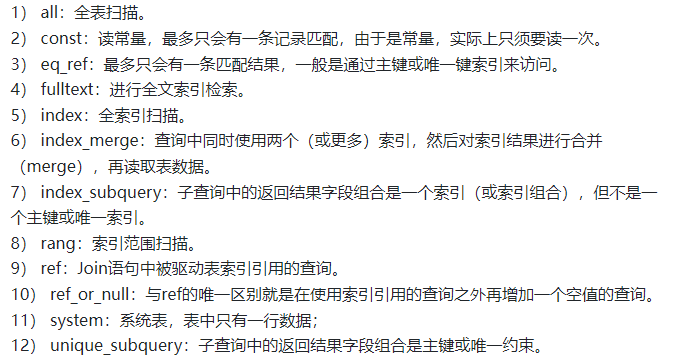 1） all：全表扫描。
2） const：读常量，最多只会有一条记录匹配，由于是常量，实际上只须要读一次。
3） eq_ref：最多只会有一条匹配结果，一般是通过主键或唯一键索引来访问。
4） fulltext：进行全文索引检索。
5） index：全索引扫描。
6） index_merge：查询中同时使用两个（或更多）索引，然后对索引结果进行合并
（merge），再读取表数据。
7） index_subquery：子查询中的返回结果字段组合是一个索引（或索引组合），但不是一
个主键或唯一索引。
8） rang：索引范围扫描。
9） ref：Join语句中被驱动表索引引用的查询。
10） ref_or_null：与ref的唯一区别就是在使用索引引用的查询之外再增加一个空值的查询。
11） system：系统表，表中只有一行数据；
12） unique_subquery：子查询中的返回结果字段组合是主键或唯一约束。